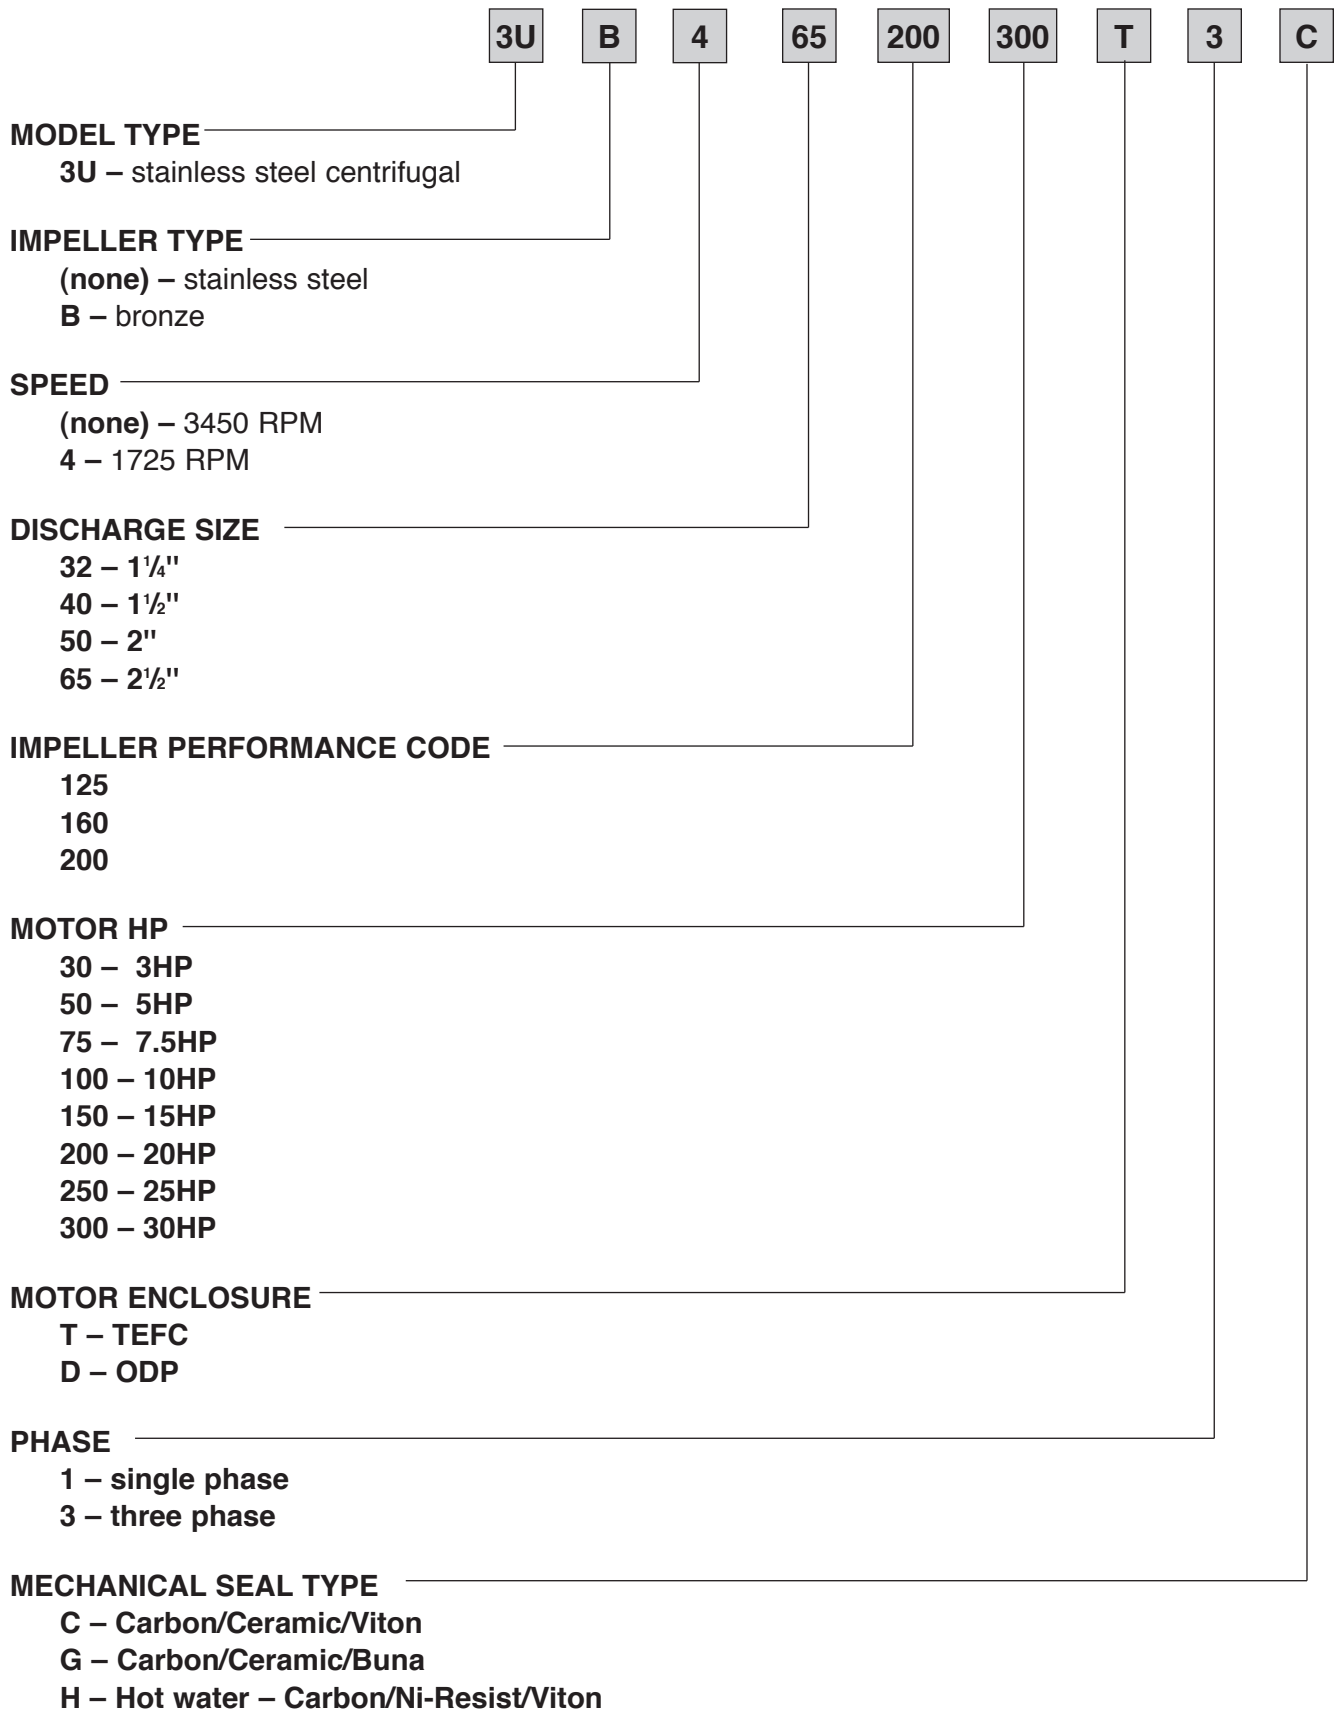 3U B 4 65 200 300 T 3 C
MODEL TYPE
3U – stainless steel centrifugal
IMPELLER TYPE
(none) – stainless steel
B – bronze
SPEED
(none) – 3450 RPM
4 – 1725 RPM
DISCHARGE SIZE
32 – 1¼"
40 – 1½"
50 – 2"
65 – 2½"
IMPELLER PERFORMANCE CODE
125
160
200
MOTOR HP
30 – 3HP
50 – 5HP
75 – 7.5HP
100 – 10HP
150 – 15HP
200 – 20HP
250 – 25HP
300 – 30HP
MOTOR ENCLOSURE
T – TEFC
D – ODP
PHASE
1 – single phase
3 – three phase
MECHANICAL SEAL TYPE
C – Carbon/Ceramic/Viton
G – Carbon/Ceramic/Buna
H – Hot water – Carbon/Ni-Resist/Viton